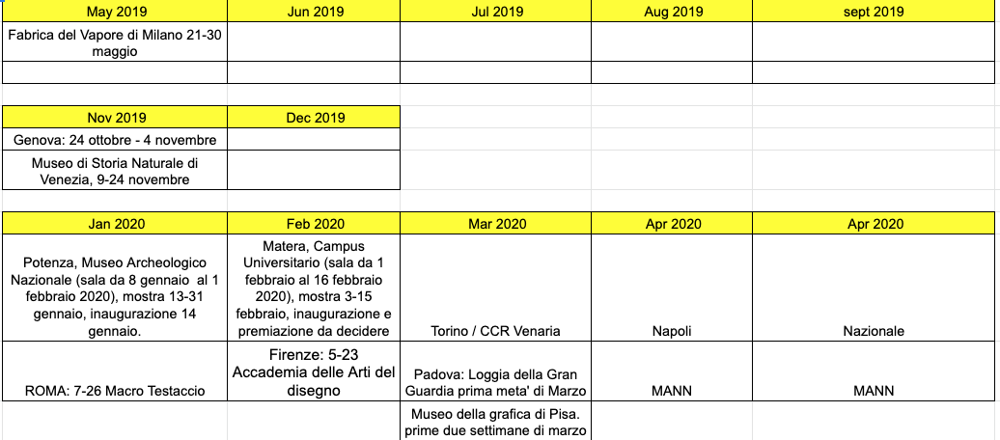 May 2019
Jun 2019
Jul 2019
Aug 2019
sept 2019
Fabrica del Vapore di Milano 21-30
maggio
Nov 2019
Dec 2019
Genova: 24 ottobre - 4 novembre
Museo di Storia Naturale di
Venezia, 9-24 novembre
Jan 2020
Feb 2020
Mar 2020
Apr 2020
Apr 2020
Potenza, Museo Archeologico
Nazionale (sala da 8 gennaio al 1
febbraio 2020), mostra 13-31
gennaio, inaugurazione 14
gennaio.
Matera, Campus
Universitario (sala da 1
febbraio al 16 febbraio
2020), mostra 3-15
febbraio, inaugurazione e
premiazione da decidere
Torino / CCR Venaria
Napoli
Nazionale
ROMA: 7-26 Macro Testaccio
Firenze: 5-23
Accademia delle Arti del
disegno
Padova: Loggia della Gran
Guardia prima meta' di Marzo
MANN
MANN
Museo della grafica di Pisa.
prime due settimane di marzo